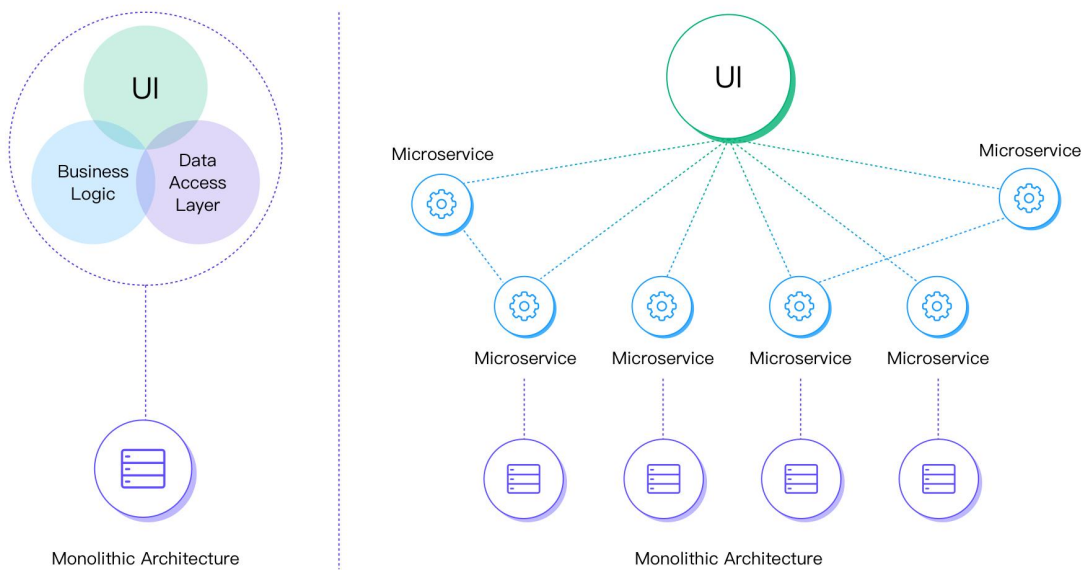 UI
Business
Logic
Data
Access
Layer
Monolithic Architecture
UI
Microservice
Microservice
Microservice
Microservice
Microservice
Microservice
Monolithic Architecture